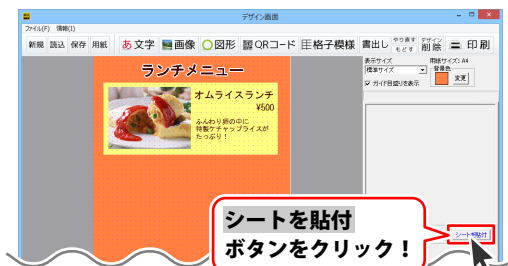 デザイン画面
ファイル(F) 情報(I)
新規 読込 保存 用紙 あ文字 画像 図形 QRコード 格子模様 書出し やり直す もどす デザイン削除 印刷
表示サイズ 用紙サイズ: A4
標準サイズ 背景色
変更
ガイド目盛りを表示
ランチメニュー
オムライスランチ
¥500
ふんわり卵の中に
特製ケチャップライスが
たっぷり！
シートを貼付
シートを貼付
ボタンをクリック！